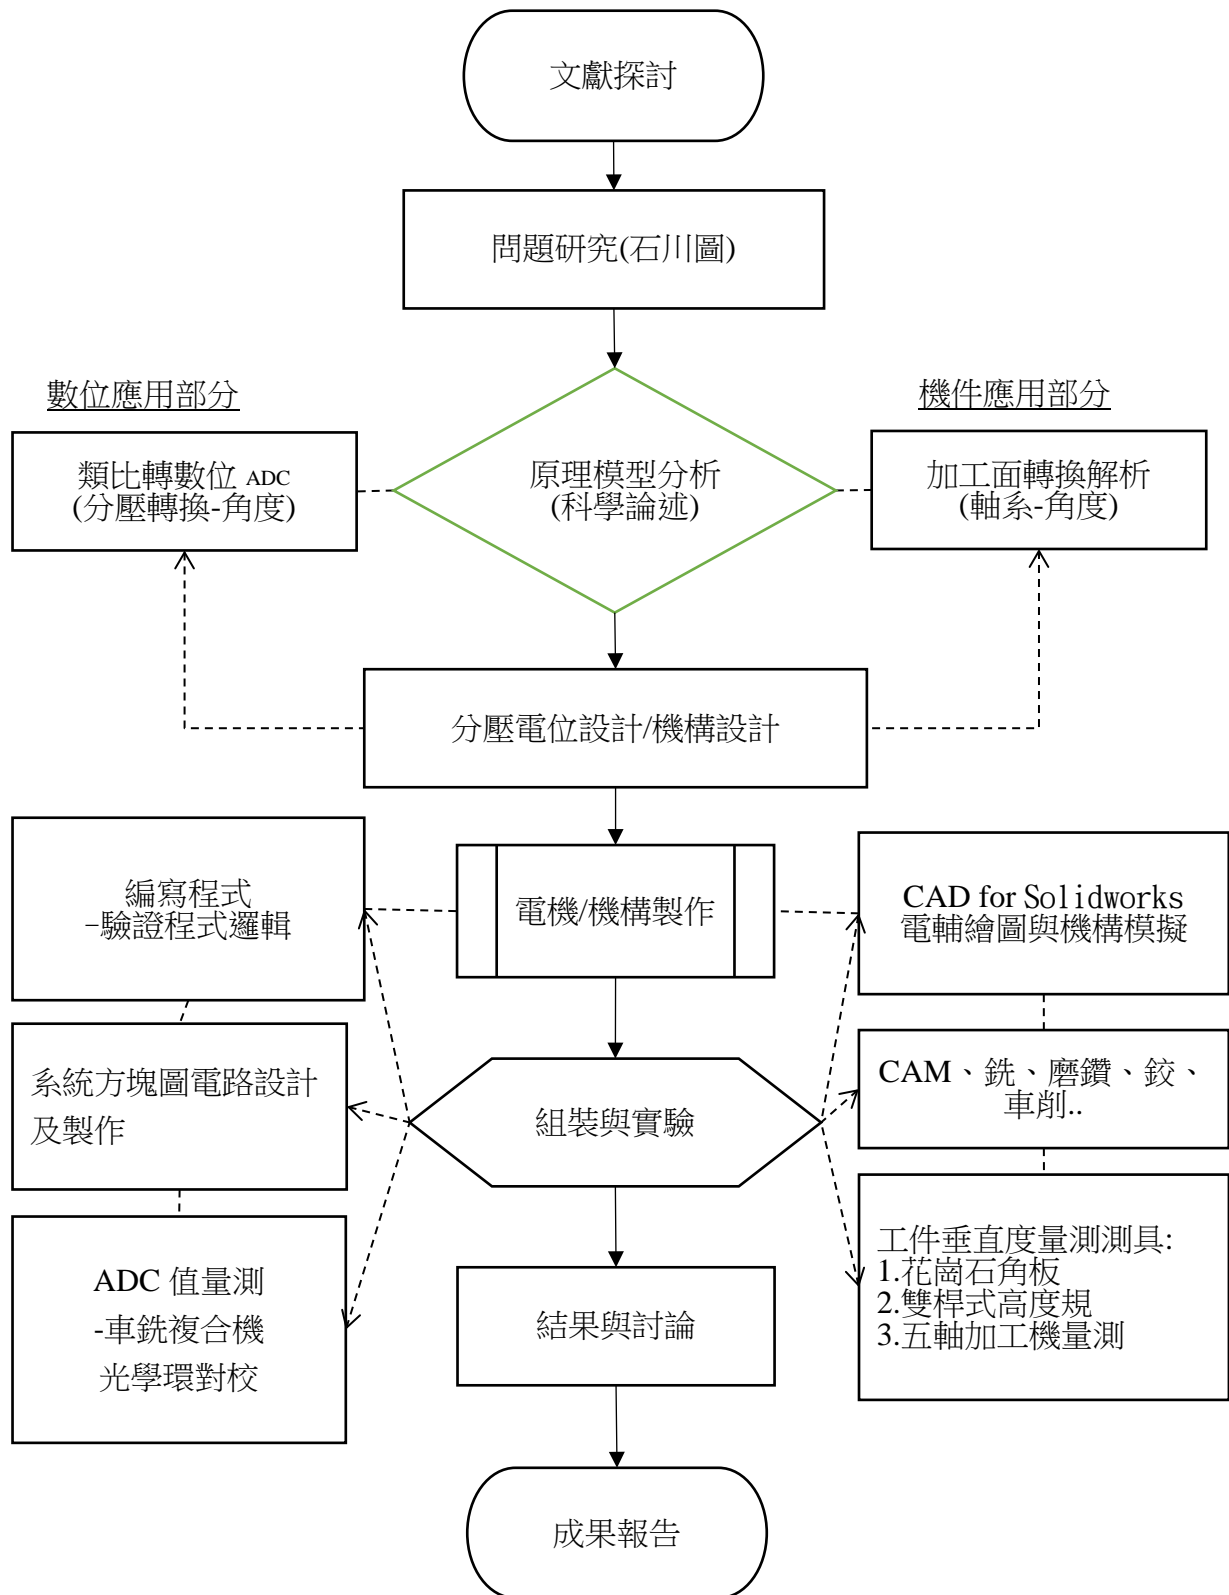 文獻探討
問題研究(石川圖)
數位應用部分
機件應用部分
類比轉數位 ADC
(分壓轉換-角度)
原理模型分析
(科學論述)
加工面轉換解析
(軸系-角度)
分壓電位設計/機構設計
編寫程式
-驗證程式邏輯
電機/機構製作
CAD for Solidworks
電輔繪圖與機構模擬
系統方塊圖電路設計
及製作
組裝與實驗
CAM、銑、磨鑽、鉸、
車削..
ADC 值量測
-車銑複合機
光學環對校
結果與討論
工件垂直度量測測具:
1.花崗石角板
2.雙桿式高度規
3.五軸加工機量測
成果報告